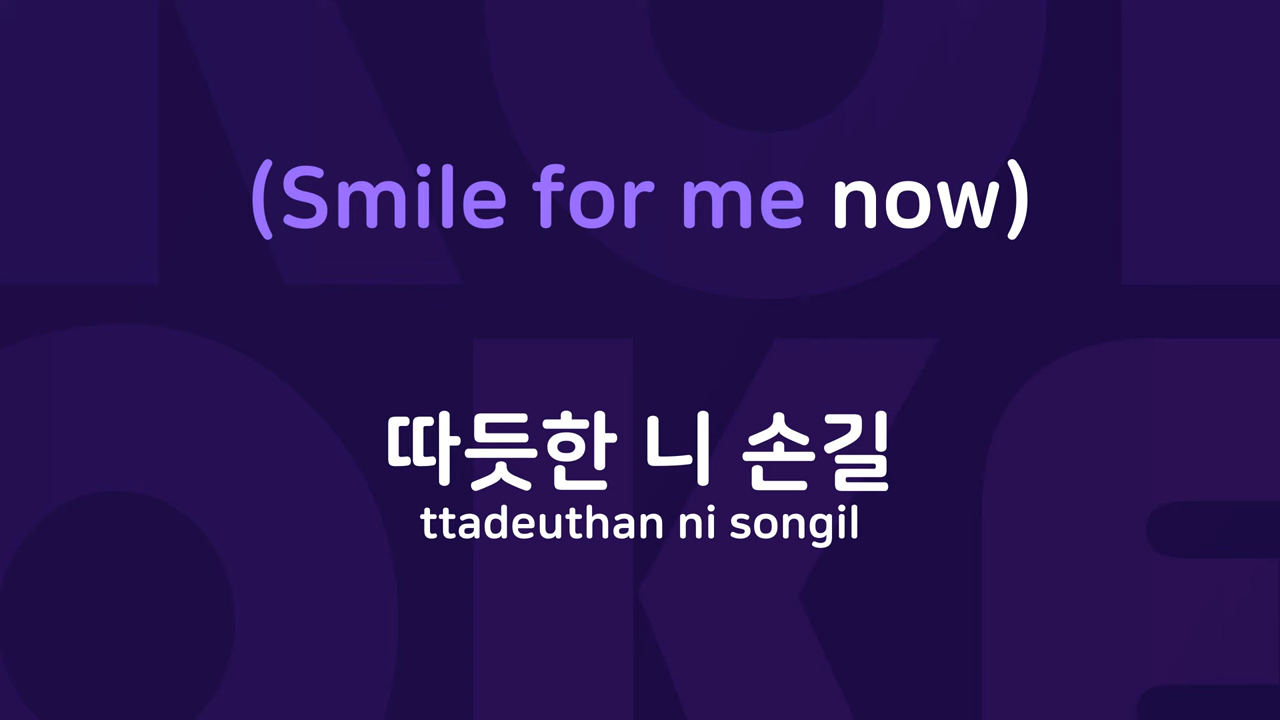 (Smile for me now)
따듯한 니 손길
ttadeuthan ni songil